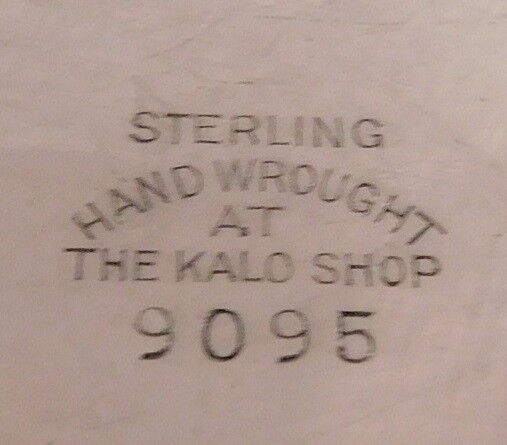 STERLING
HAND WROUGHT
AT
THE KALO SHOP
9095